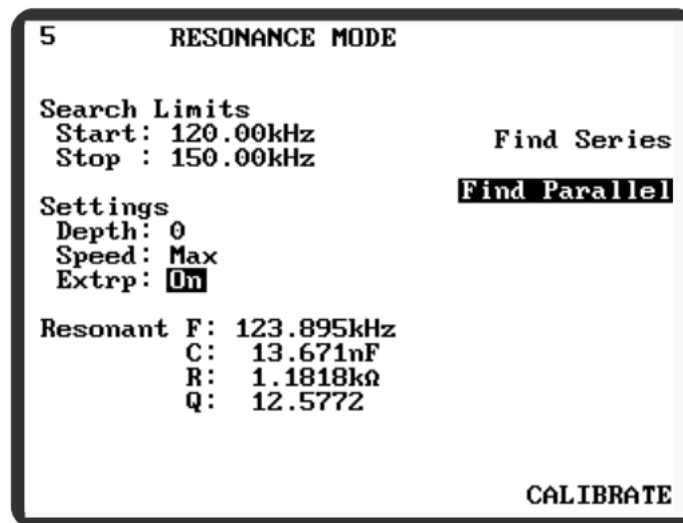 5 RESONANCE MODE
Search Limits
Start: 120.00kHz
Stop : 150.00kHz
Find Series
Find Parallel
Settings
Depth: 0
Speed: Max
Extrp: On
Resonant F: 123.895kHz
C: 13.671nF
R: 1.1818kΩ
Q: 12.5772
CALIBRATE